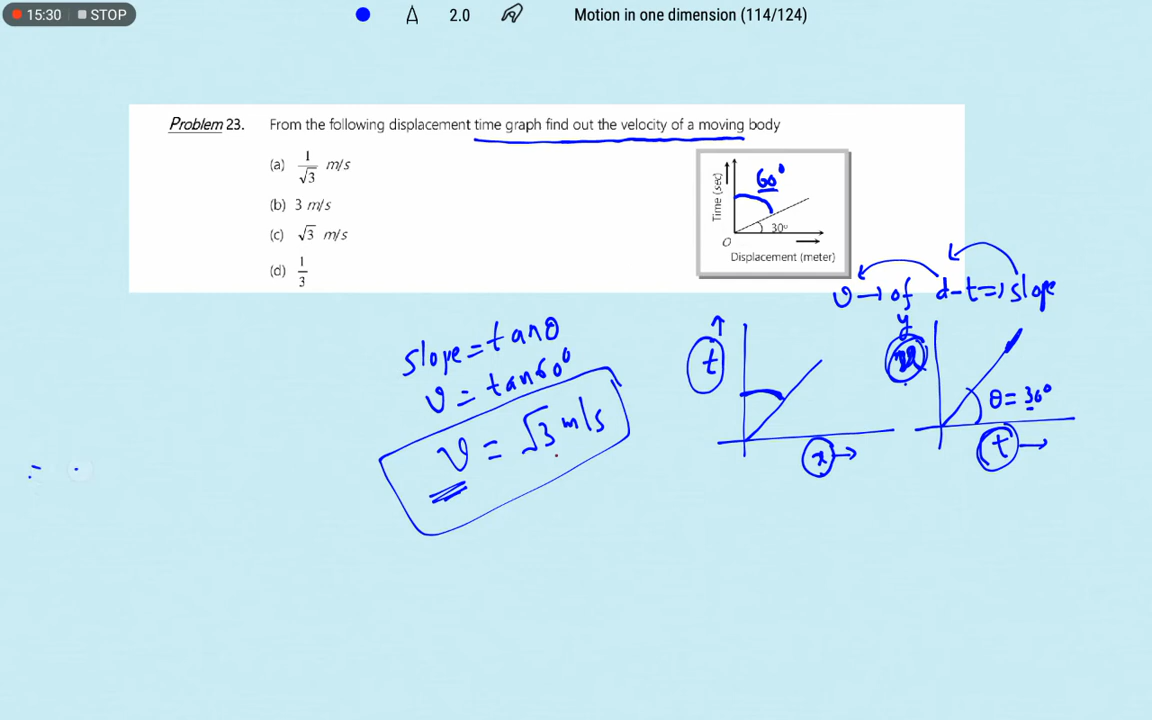 15:30 STOP
2.0
Motion in one dimension (114/124)
Problem 23. From the following displacement time graph find out the velocity of a moving body
(a) 1/√3 m/s
(b) 3 m/s
(c) √3 m/s
(d) 1/3
Time (sec)
60°
30°
O
Displacement (meter)
v → of d-t => slope
slope = tanθ
v = tan60°
v = √3 m/s
t
x
y
θ = 30°
t